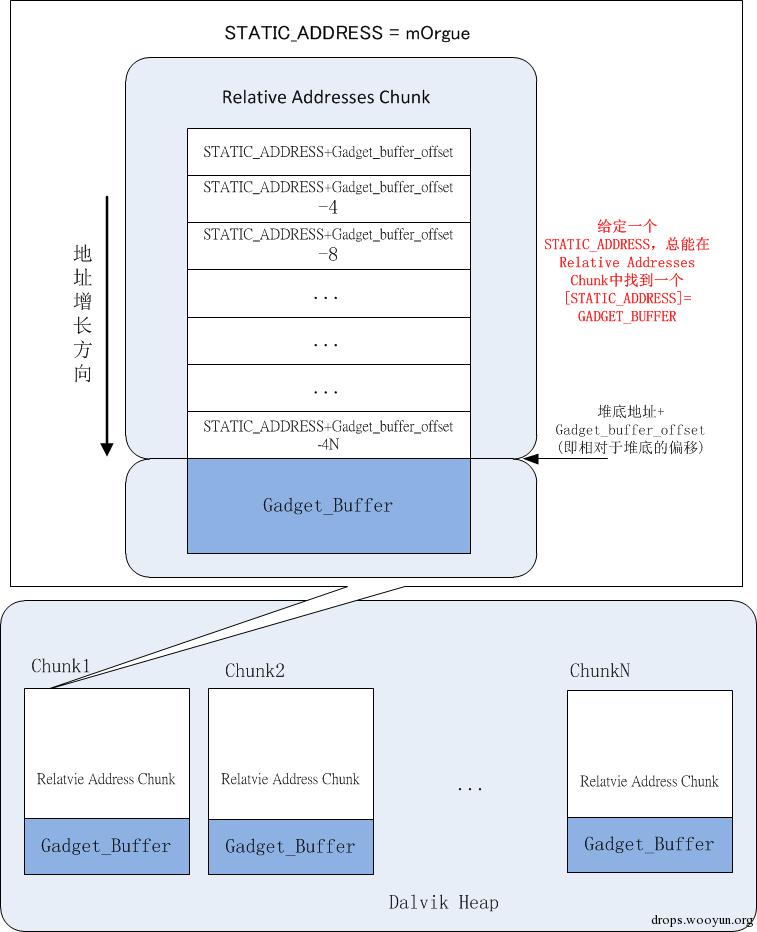 STATIC_ADDRESS = mOrgue
Relative Addresses Chunk
STATIC_ADDRESS+Gadget_buffer_offset
STATIC_ADDRESS+Gadget_buffer_offset
-4
STATIC_ADDRESS+Gadget_buffer_offset
-8
...
...
...
STATIC_ADDRESS+Gadget_buffer_offset
-4N
Gadget_Buffer
地址增长方向
给定一个
STATIC_ADDRESS，总能在
Relative Addresses
Chunk中找到一个
[STATIC_ADDRESS]=
GADGET_BUFFER
堆底地址+
Gadget_buffer_offset
(即相对于堆底的偏移)
Chunk1
Relatvie Address Chunk
Gadget_Buffer
Chunk2
Relatvie Address Chunk
Gadget_Buffer
...
ChunkN
Relatvie Address Chunk
Gadget_Buffer
Dalvik Heap
drops.wooyun.org